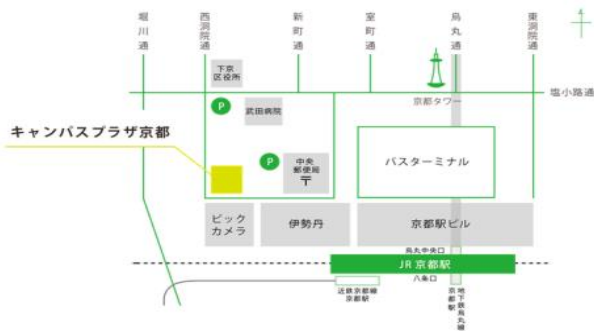 堀川通
西洞院通
新町通
室町通
烏丸通
東洞院通
下京
区役所
塩小路通
京都タワー
P
武田病院
キャンパスプラザ京都
P
中央
郵便局
〒
バスターミナル
ビック
カメラ
伊勢丹
京都駅ビル
烏丸中央口
JR 京都駅
八条口
近鉄京都線
京都駅
地下鉄烏丸線
京都駅